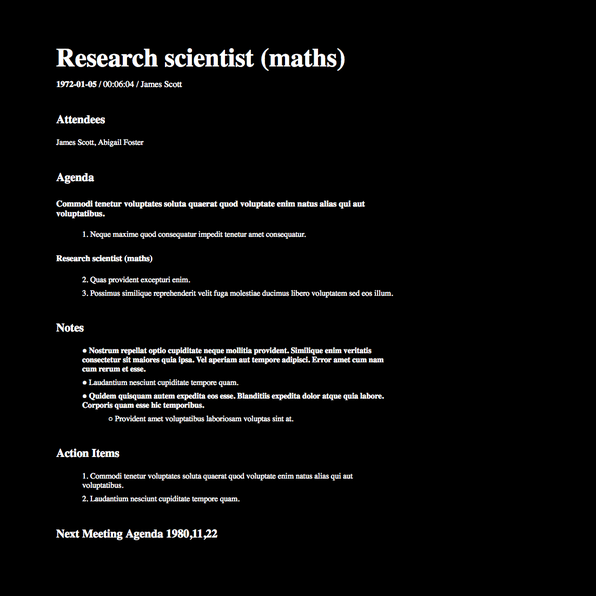 Research scientist (maths)
1972-01-05 / 00:06:04 / James Scott
Attendees
James Scott, Abigail Foster
Agenda
Commodi tenetur voluptates soluta quaerat quod voluptate enim natus alias qui aut
voluptatibus.
1. Neque maxime quod consequatur impedit tenetur amet consequatur.
Research scientist (maths)
2. Quas provident excepturi enim.
3. Possimus similique reprehenderit velit fuga molestiae ducimus libero voluptatem sed eos illum.
Notes
● Nostrum repellat optio cupiditate neque mollitia provident. Similique enim veritatis
consectetur sit maiores quia ipsa. Vel aperiam aut tempore adipisci. Error amet cum nam
cum rerum et esse.
● Laudantium nesciunt cupiditate tempore quam.
● Quidem quisquam autem expedita eos esse. Blanditiis expedita dolor atque quia labore.
Corporis quam esse hic temporibus.
○ Provident amet voluptatibus laboriosam voluptas sint at.
Action Items
1. Commodi tenetur voluptates soluta quaerat quod voluptate enim natus alias qui aut
voluptatibus.
2. Laudantium nesciunt cupiditate tempore quam.
Next Meeting Agenda 1980,11,22